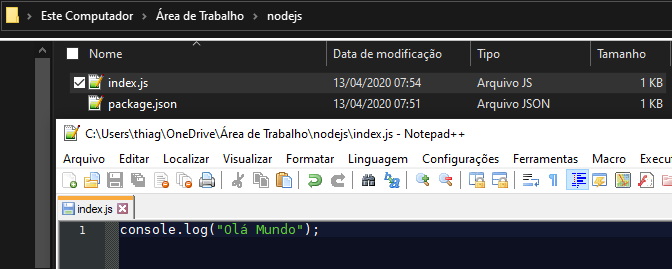 Este Computador > Área de Trabalho > nodejs
Nome Data de modificação Tipo Tamanho
index.js 13/04/2020 07:54 Arquivo JS 1 KB
package.json 13/04/2020 07:51 Arquivo JSON 1 KB
C:\Users\thiag\OneDrive\Área de Trabalho\nodejs\index.js - Notepad++
Arquivo Editar Localizar Visualizar Formatar Linguagem Configurações Ferramentas Macro Execu
index.js
1 console.log("Olá Mundo");